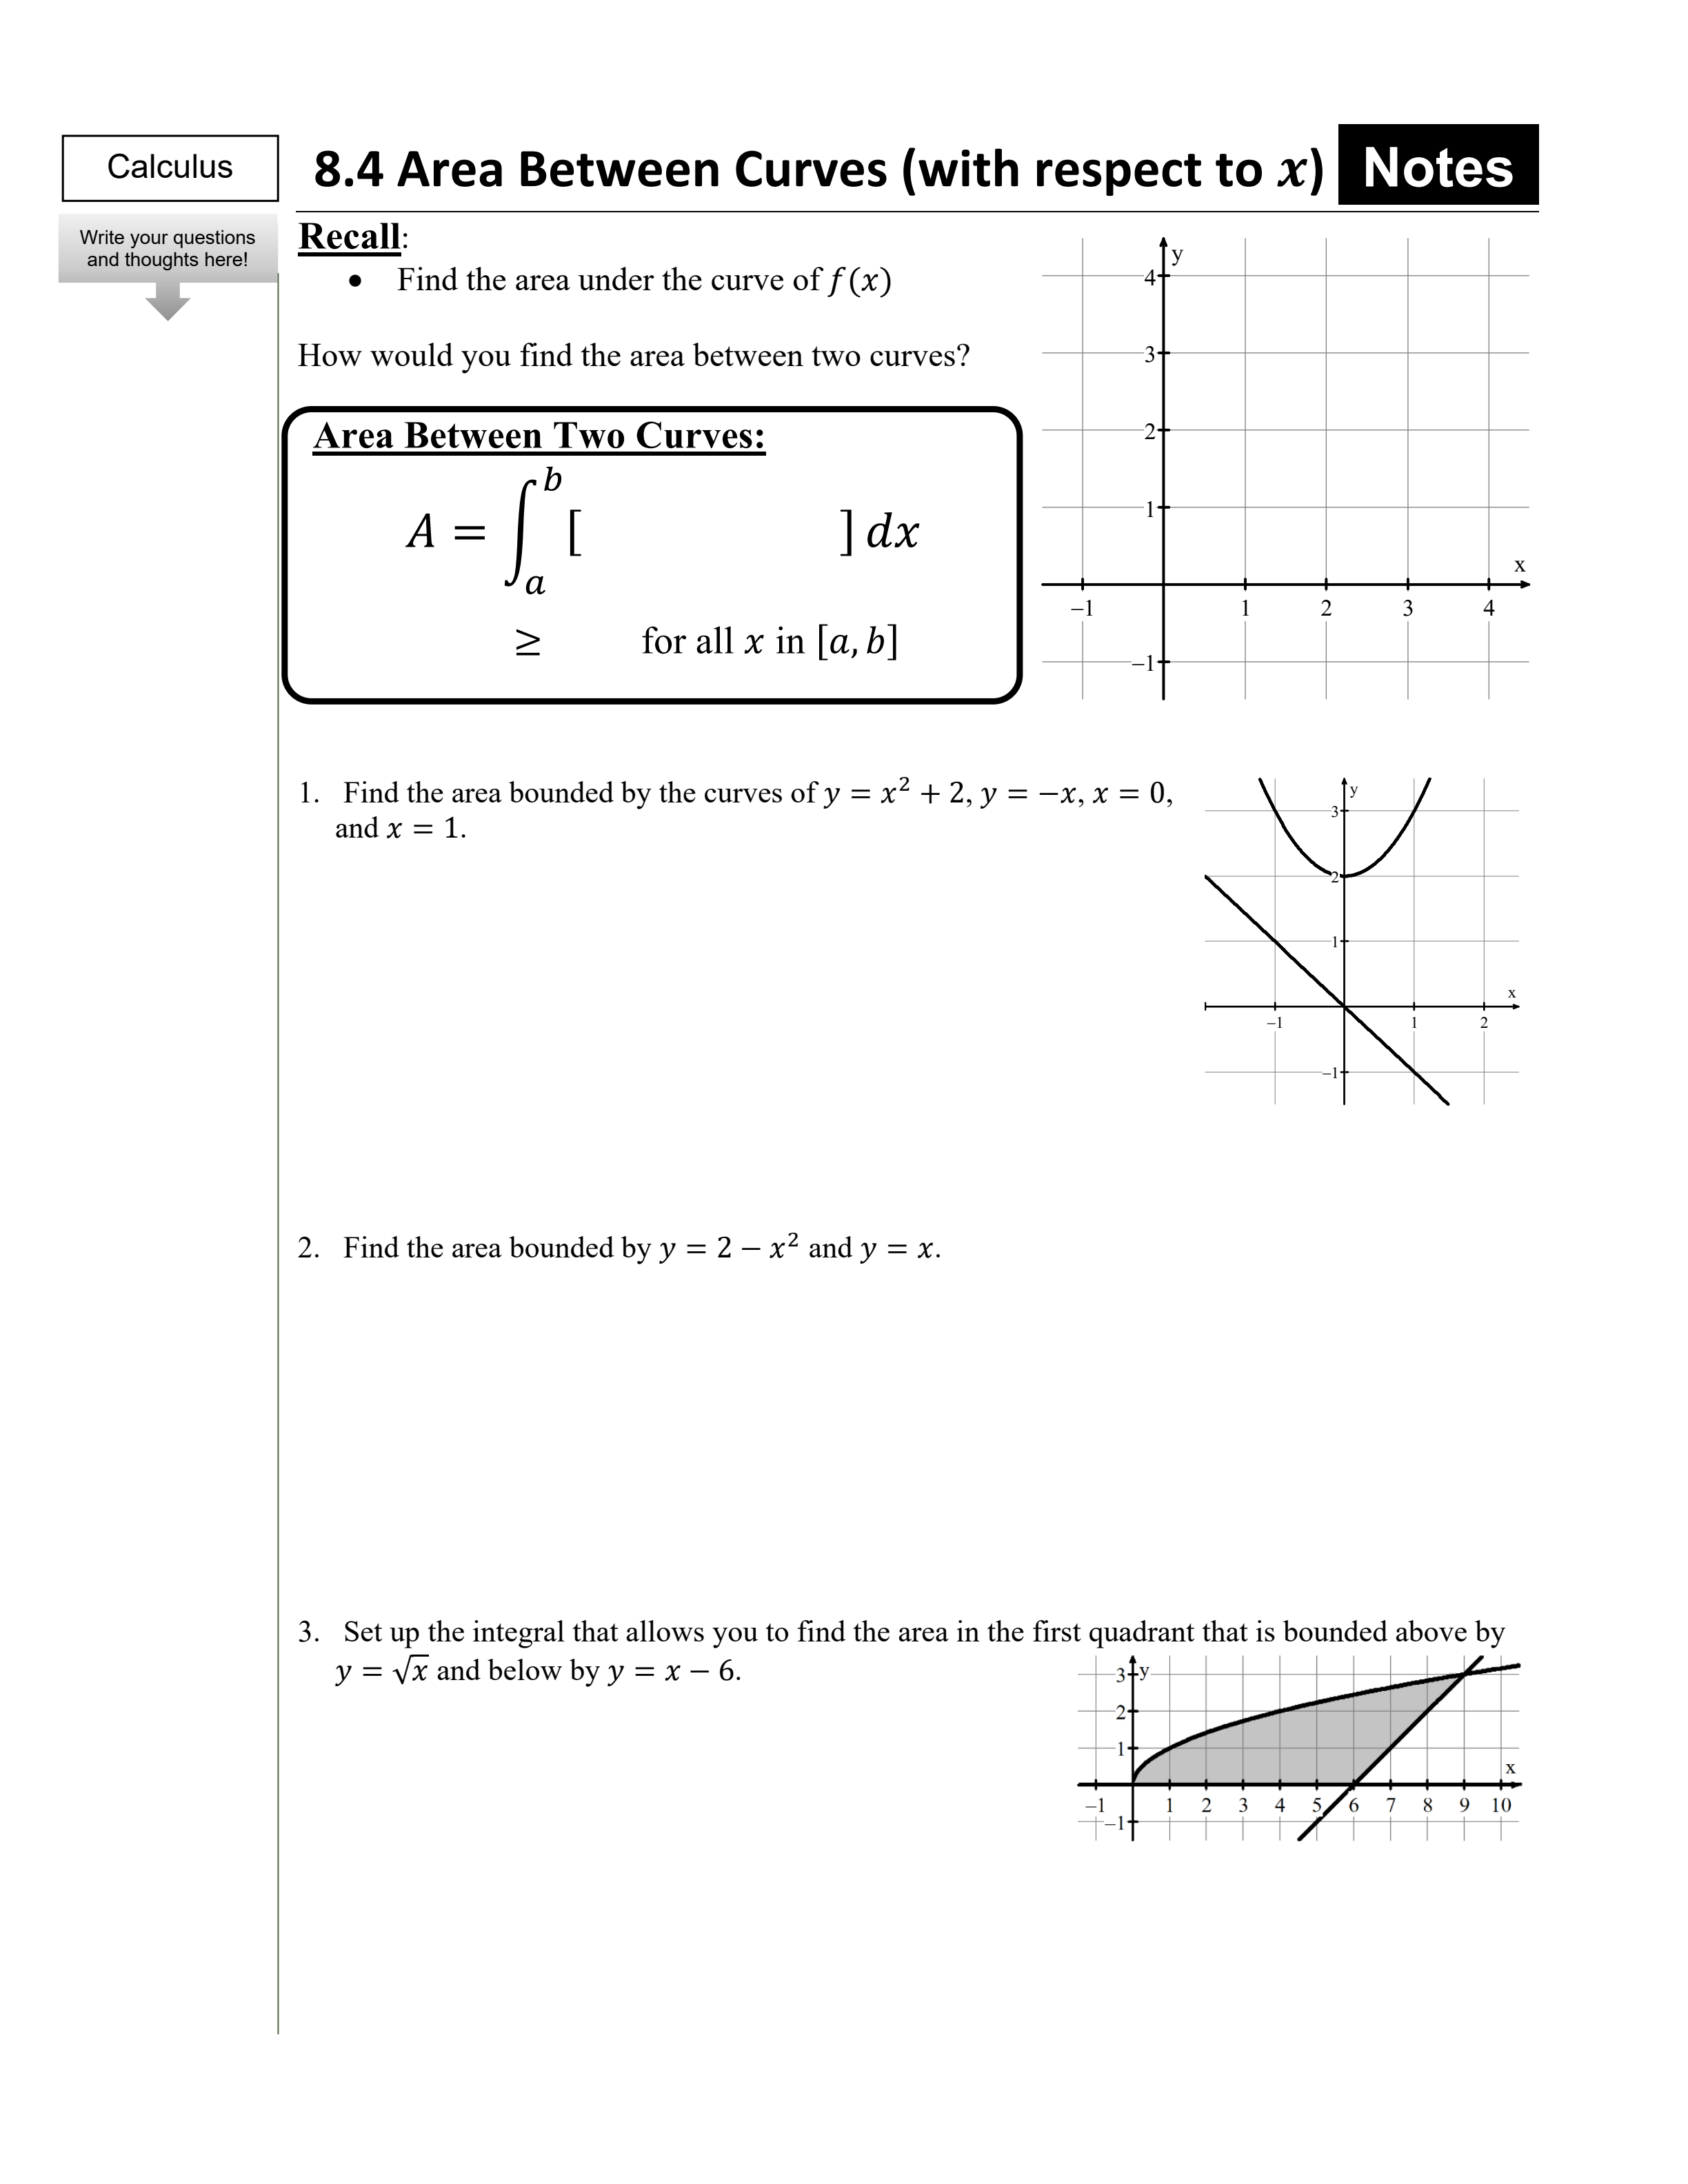 Calculus
8.4 Area Between Curves (with respect to x)
Notes
Write your questions
and thoughts here!
Recall:
• Find the area under the curve of f(x)
How would you find the area between two curves?
Area Between Two Curves:
A = ∫ₐᵇ [ ] dx
≥ for all x in [a, b]
y
4
3
2
1
x
−1 1 2 3 4
−1
1. Find the area bounded by the curves of y = x² + 2, y = −x, x = 0,
and x = 1.
y
3
2
1
x
−1 1 2
−1
2. Find the area bounded by y = 2 − x² and y = x.
3. Set up the integral that allows you to find the area in the first quadrant that is bounded above by
y = √x and below by y = x − 6.
3 y
2
1
x
−1 1 2 3 4 5 6 7 8 9 10
−1